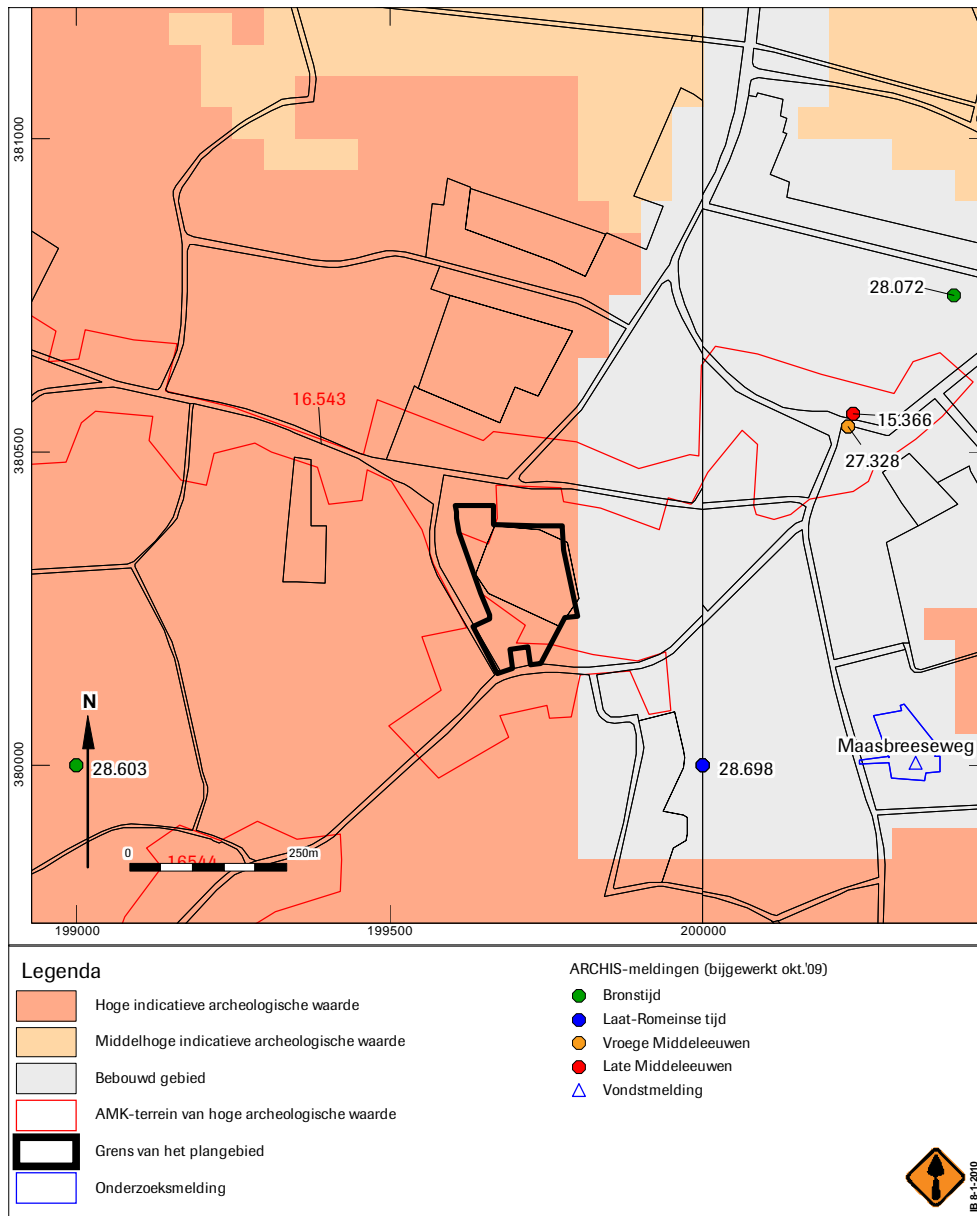 381000
28.072
16.543
15.366
380500
27.328
N
Maasbreeseweg
380000
28.603
28.698
0
250m
16544
199000
199500
200000
Legenda
Hoge indicatieve archeologische waarde
Middelhoge indicatieve archeologische waarde
Bebouwd gebied
AMK-terrein van hoge archeologische waarde
Grens van het plangebied
Onderzoeksmelding
ARCHIS-meldingen (bijgewerkt okt.'09)
Bronstijd
Laat-Romeinse tijd
Vroege Middeleeuwen
Late Middeleeuwen
Vondstmelding
IB 8-1-2010